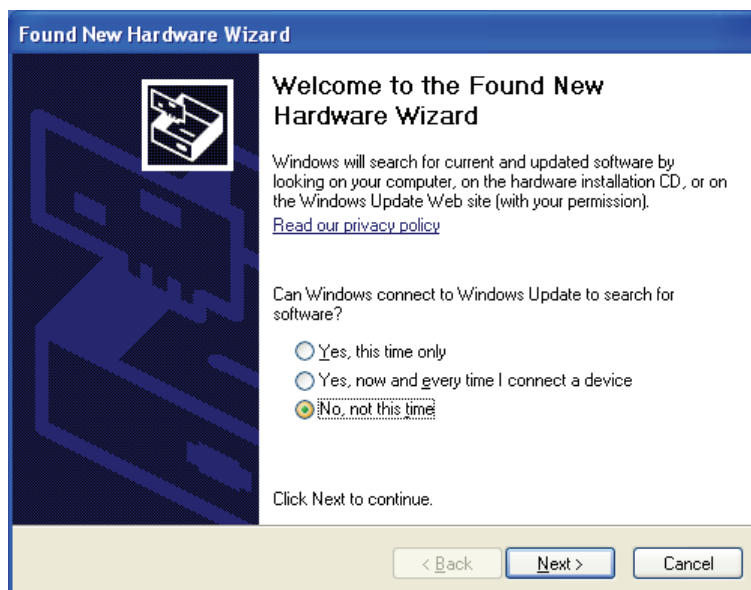 Found New Hardware Wizard
Welcome to the Found New
Hardware Wizard
Windows will search for current and updated software by
looking on your computer, on the hardware installation CD, or on
the Windows Update Web site (with your permission).
Read our privacy policy
Can Windows connect to Windows Update to search for
software?
Yes, this time only
Yes, now and every time I connect a device
No, not this time
Click Next to continue.
< Back
Next >
Cancel